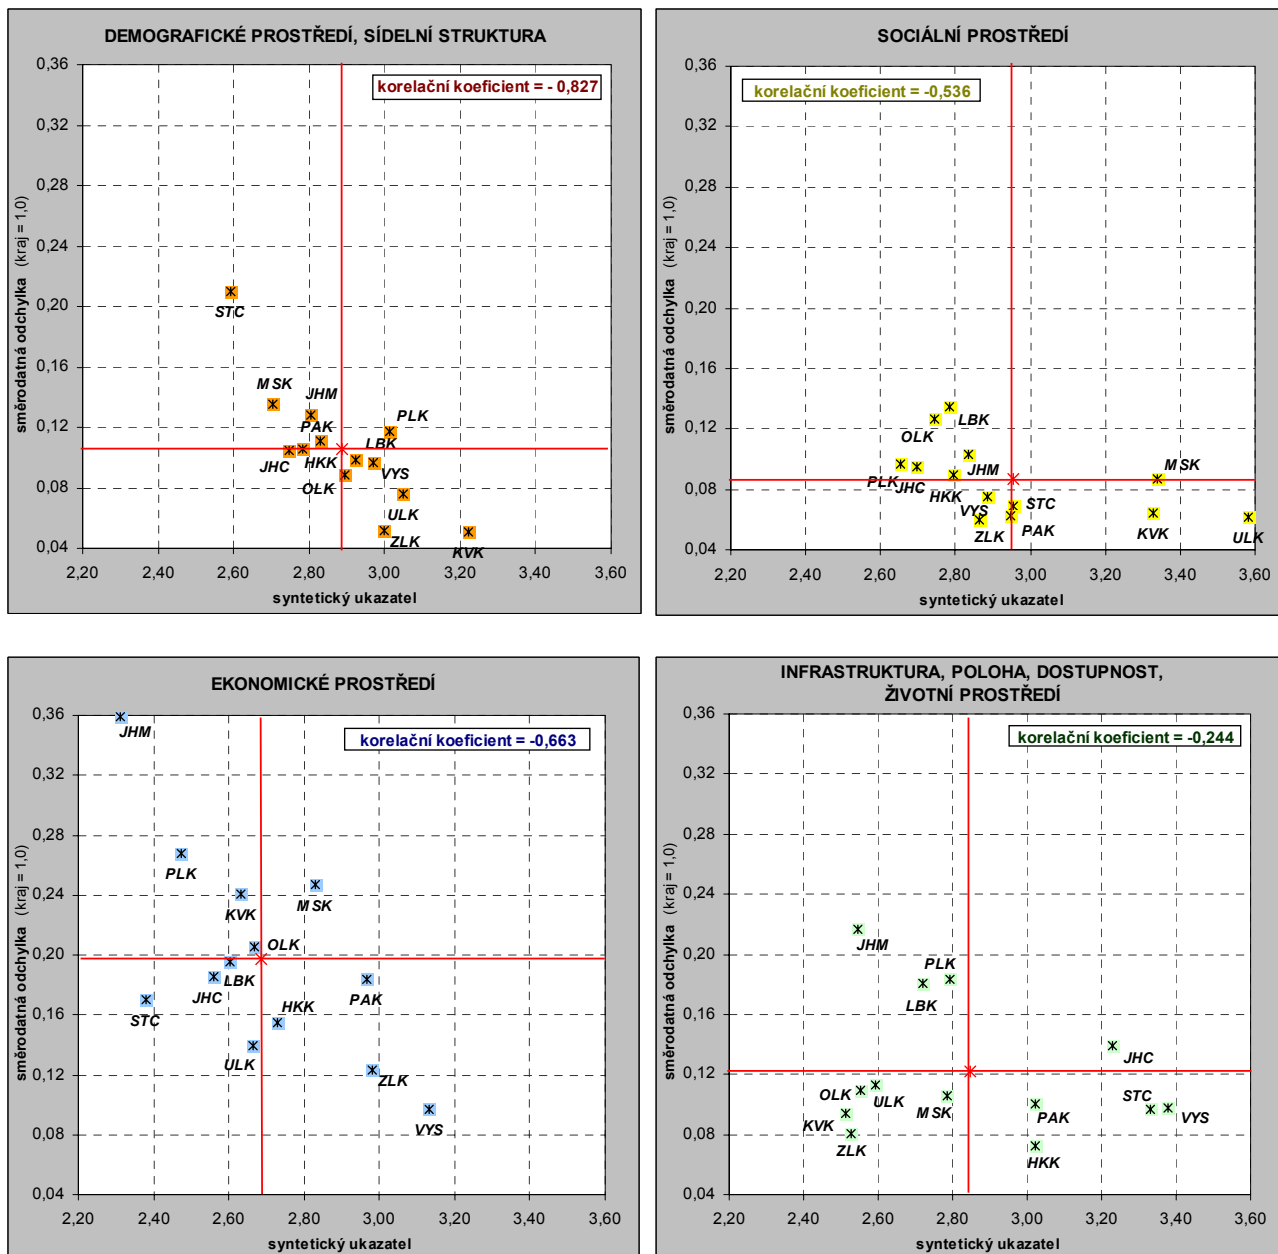 DEMOGRAFICKÉ PROSTŘEDÍ, SÍDELNÍ STRUKTURA
korelační koeficient = - 0,827
směrodatná odchylka (kraj = 1,0)
0,36
0,32
0,28
0,24
0,20
0,16
0,12
0,08
0,04
STC
MSK
JHM
PAK
PLK
LBK
JHC
HKK
VYS
OLK
ULK
ZLK
KVK
2,20
2,40
2,60
2,80
3,00
3,20
3,40
3,60
syntetický ukazatel
SOCIÁLNÍ PROSTŘEDÍ
korelační koeficient = -0,536
směrodatná odchylka (kraj = 1,0)
0,36
0,32
0,28
0,24
0,20
0,16
0,12
0,08
0,04
LBK
OLK
JHM
MSK
PLK
JHC
HKK
VYS
STC
ZLK
PAK
KVK
ULK
2,20
2,40
2,60
2,80
3,00
3,20
3,40
3,60
syntetický ukazatel
EKONOMICKÉ PROSTŘEDÍ
korelační koeficient = -0,663
směrodatná odchylka (kraj = 1,0)
0,36
0,32
0,28
0,24
0,20
0,16
0,12
0,08
0,04
JHM
PLK
KVK
MSK
OLK
LBK
JHC
PAK
HKK
STC
ULK
ZLK
VYS
2,20
2,40
2,60
2,80
3,00
3,20
3,40
3,60
syntetický ukazatel
INFRASTRUKTURA, POLOHA, DOSTUPNOST,
ŽIVOTNÍ PROSTŘEDÍ
korelační koeficient = -0,244
směrodatná odchylka (kraj = 1,0)
0,36
0,32
0,28
0,24
0,20
0,16
0,12
0,08
0,04
JHM
PLK
LBK
JHC
OLK
ULK
MSK
STC
PAK
VYS
KVK
ZLK
HKK
2,20
2,40
2,60
2,80
3,00
3,20
3,40
3,60
syntetický ukazatel